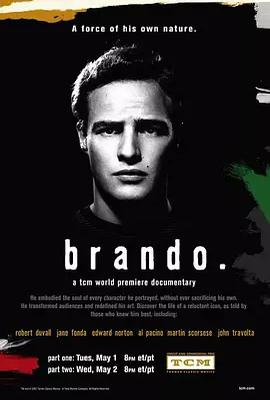 A force of his own nature.
brando.
a tcm world premiere documentary
He embodied the soul of every character he portrayed, without ever sacrificing his own.
He transformed audiences and redefined his art. Discover the life of a reluctant icon, as told by
those who knew him best, including:
robert duvall jane fonda edward norton al pacino martin scorsese john travolta
part one: Tues, May 1 8PM et/pt
part two: Wed, May 2 8PM et/pt
TCM
TURNER CLASSIC MOVIES
tcm.com